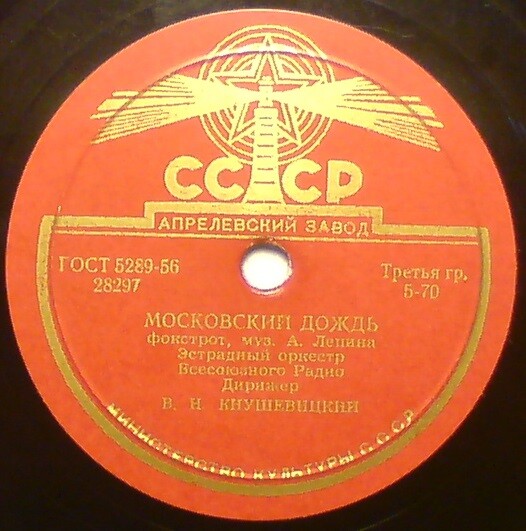 СССР
АПРЕЛЕВСКИЙ ЗАВОД
ГОСТ 5289-56
28297
Третья гр.
5-70
МОСКОВСКИЙ ДОЖДЬ
фокстрот, муз. А. Лепина
Эстрадный оркестр
Всесоюзного Радио
Дирижер
В. Н. КНУШЕВИЦКИЙ
МИНИСТЕРСТВО КУЛЬТУРЫ СССР